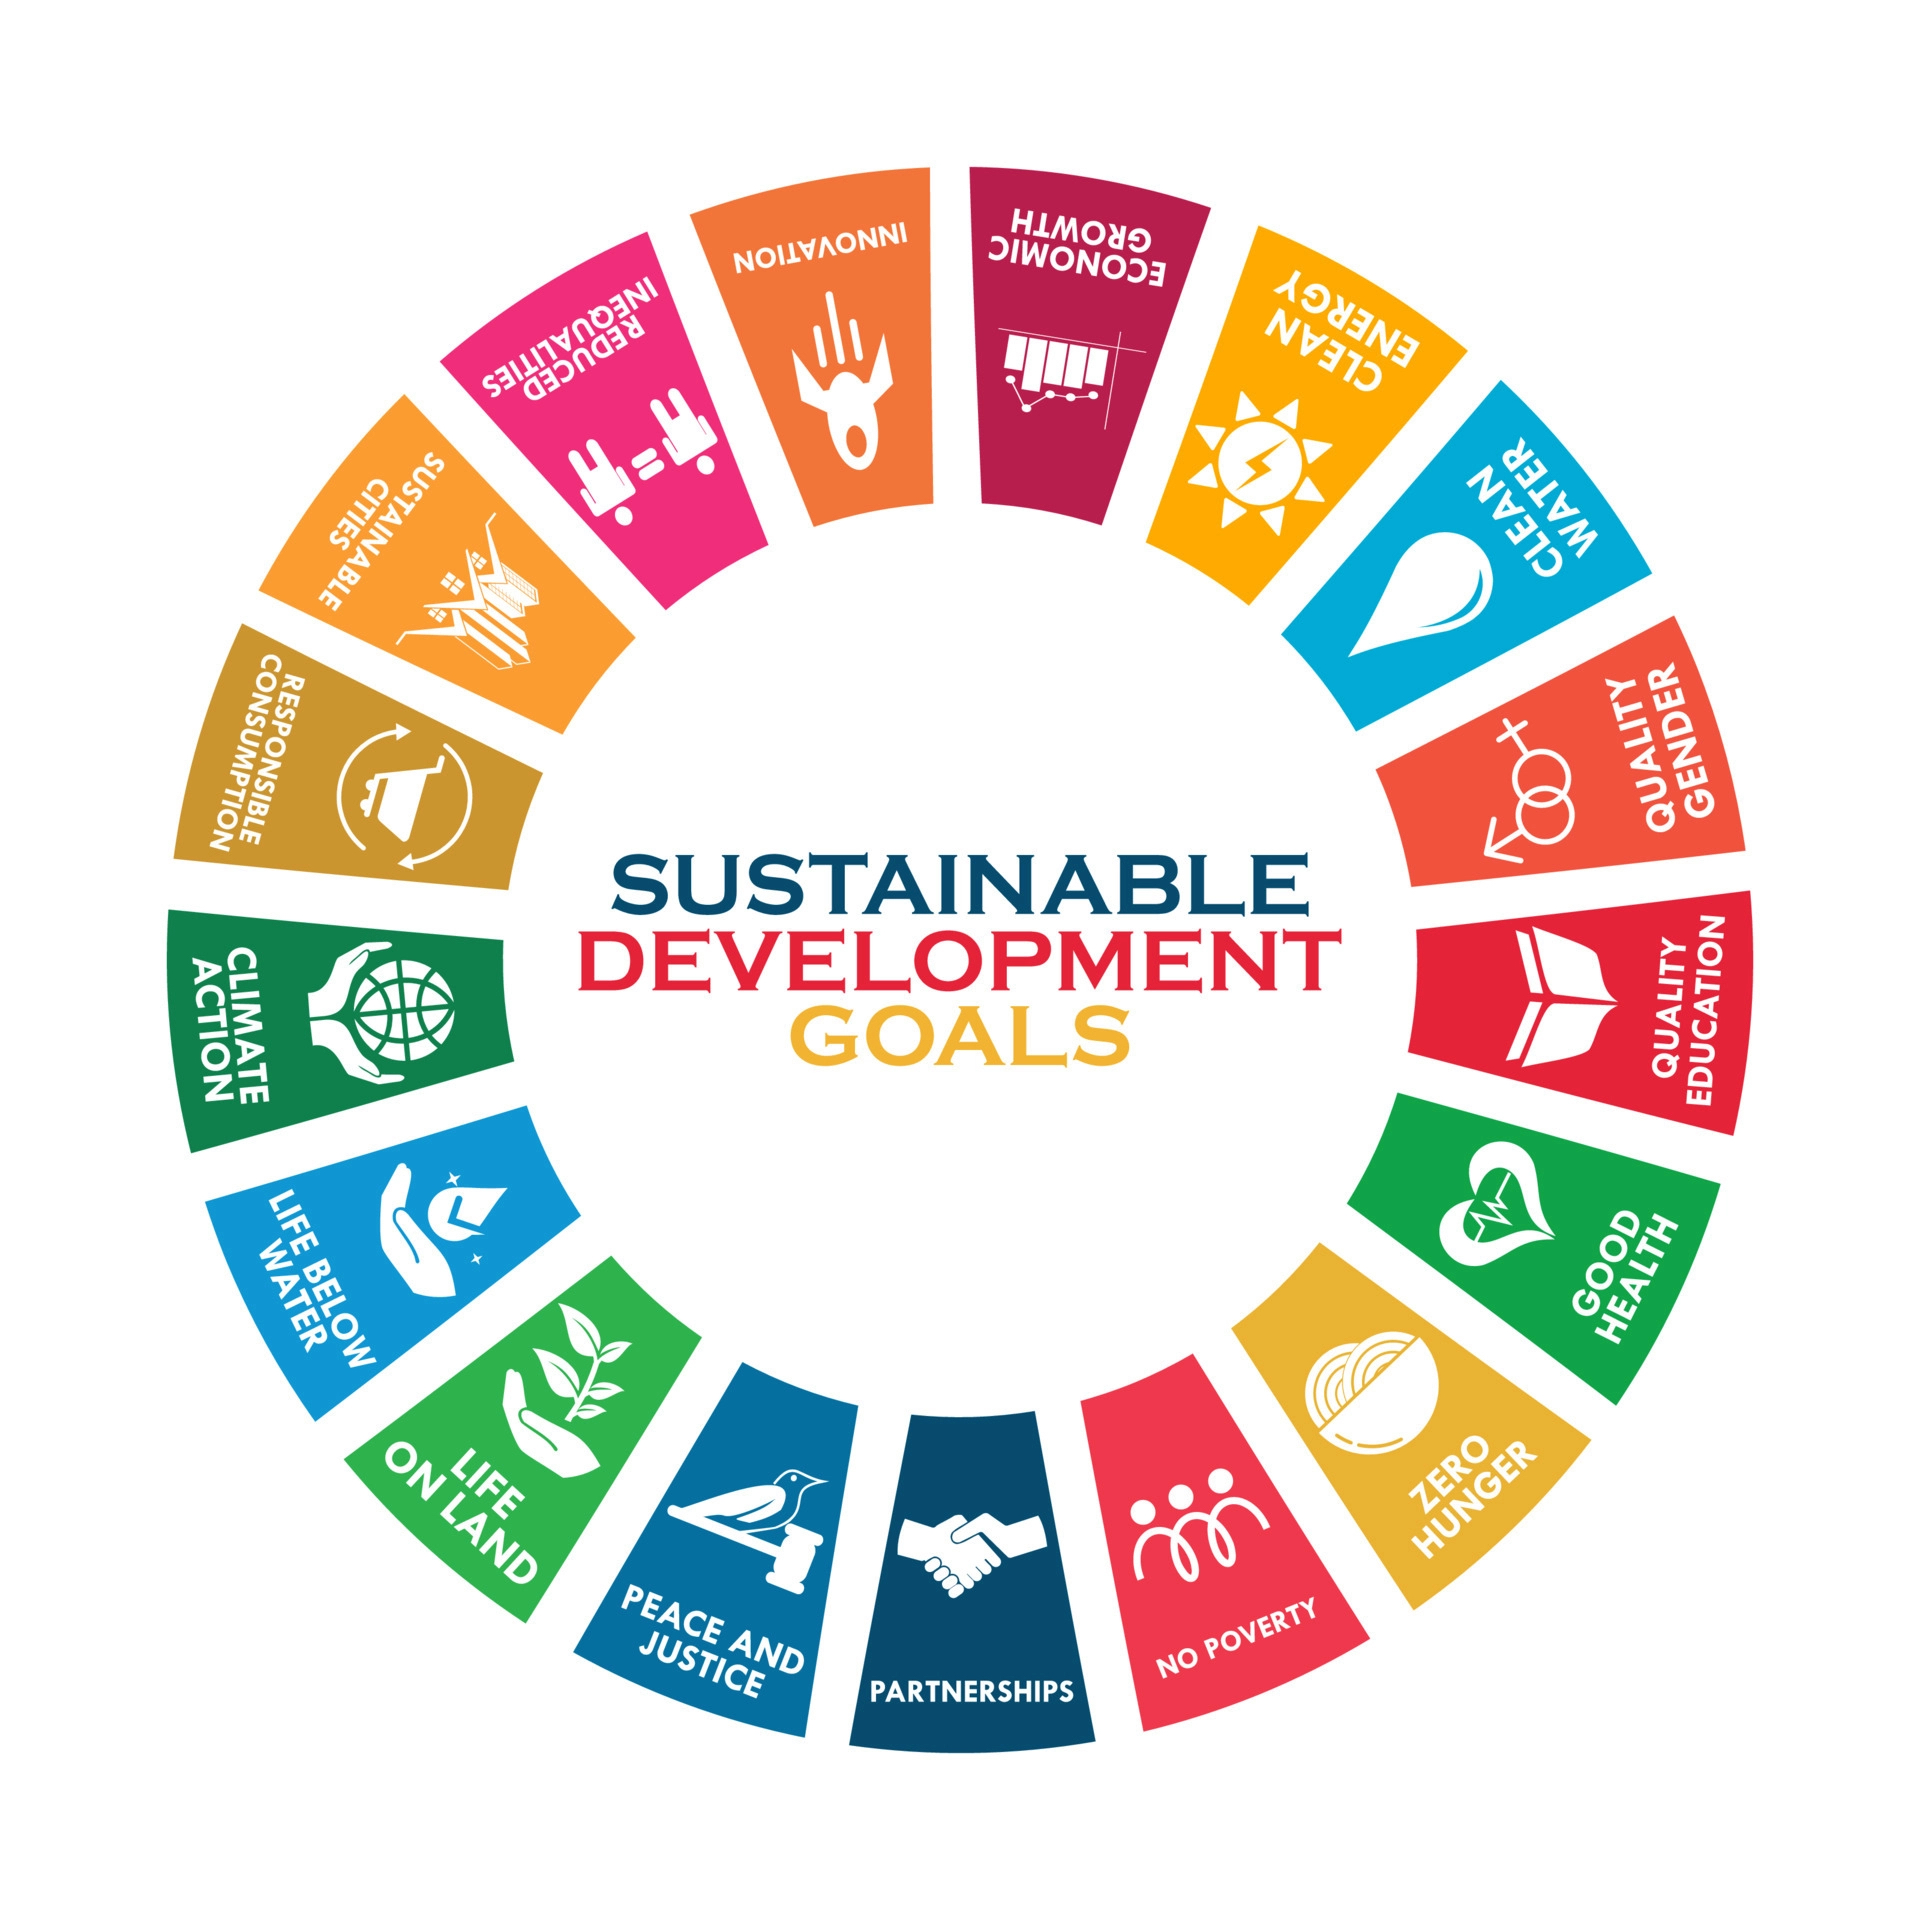 SUSTAINABLE
DEVELOPMENT
GOALS
NO POVERTY
ZERO
HUNGER
GOOD
HEALTH
QUALITY
EDUCATION
QUALITY
GENDER
CLEAN
WATER
CLEAN
ENERGY
ECONOMIC
GROWTH
INNOVATION
REDUCED
INEQUALITIES
SUSTAINABLE
CITIES
RESPONSIBLE
CONSUMPTION
CLIMATE
ACTION
LIFE BELOW
WATER
LIFE
ON LAND
PEACE AND
JUSTICE
PARTNERSHIPS